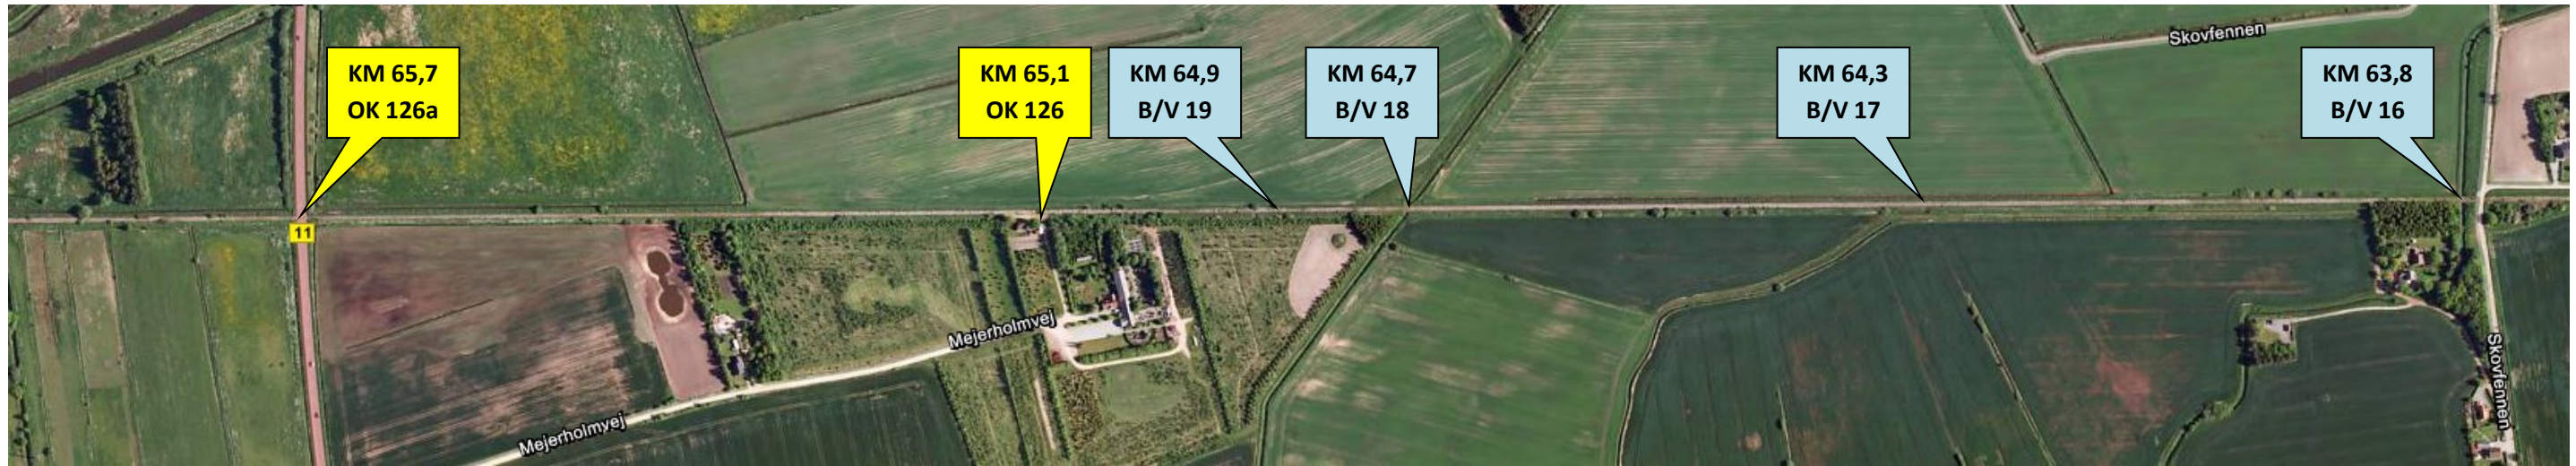 Skovfennen
KM 65,7
OK 126a
KM 65,1
OK 126
KM 64,9
B/V 19
KM 64,7
B/V 18
KM 64,3
B/V 17
KM 63,8
B/V 16
11
Mejerholmvej
Mejerholmvej
Skovfennen